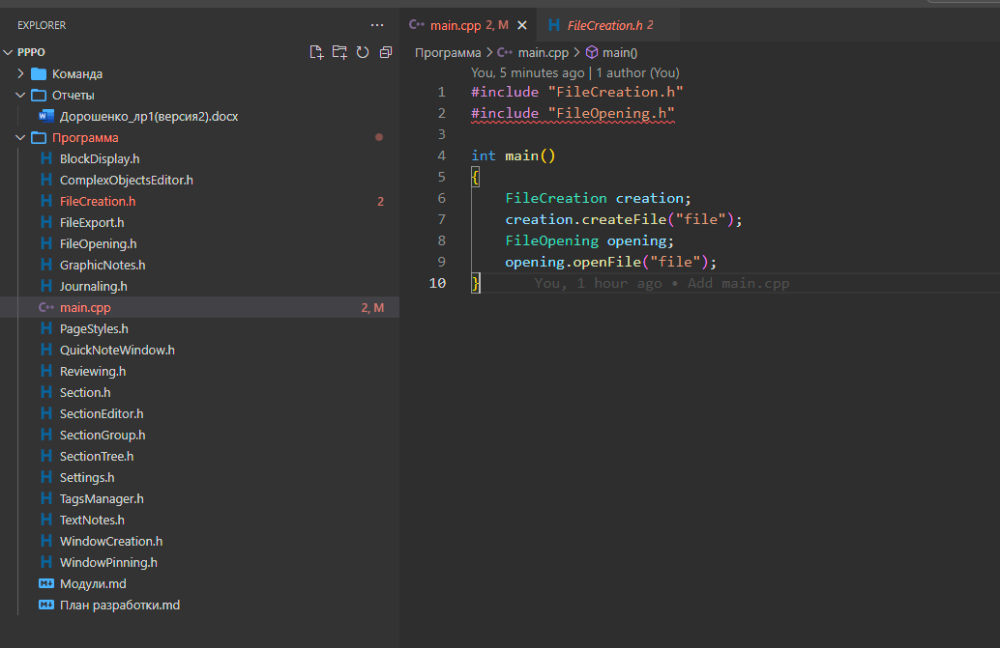 EXPLORER ...
PPPO
Команда
Отчеты
Дорошенко_лр1(версия2).docx
Программа
BlockDisplay.h
ComplexObjectsEditor.h
FileCreation.h 2
FileExport.h
FileOpening.h
GraphicNotes.h
Journaling.h
main.cpp 2, M
PageStyles.h
QuickNoteWindow.h
Reviewing.h
Section.h
SectionEditor.h
SectionGroup.h
SectionTree.h
Settings.h
TagsManager.h
TextNotes.h
WindowCreation.h
WindowPinning.h
Модули.md
План разработки.md
main.cpp 2, M FileCreation.h 2
Программа > main.cpp > main()
You, 5 minutes ago | 1 author (You)
1 #include "FileCreation.h"
2 #include "FileOpening.h"
3
4 int main()
5 {
6 FileCreation creation;
7 creation.createFile("file");
8 FileOpening opening;
9 opening.openFile("file");
10 } You, 1 hour ago • Add main.cpp